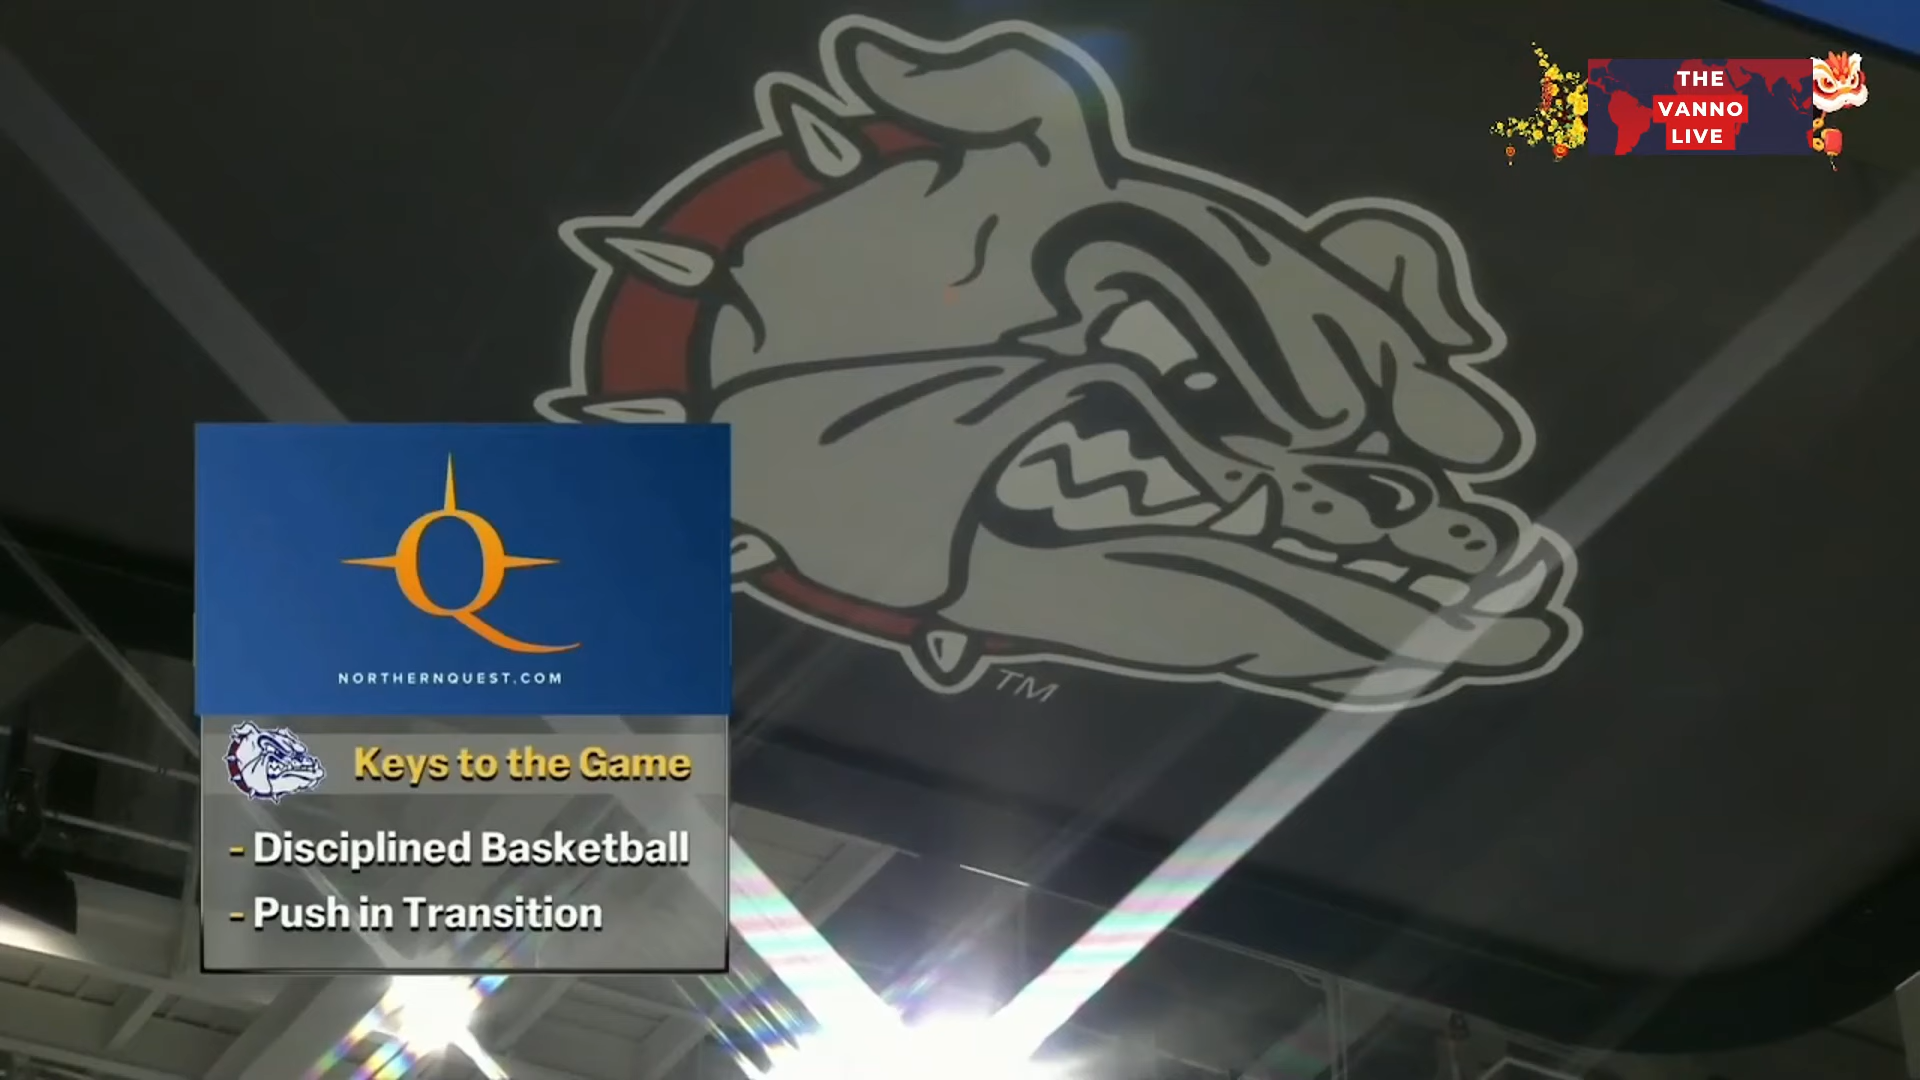 THE
VANNO
LIVE
TM
Q
NORTHERNQUEST.COM
Keys to the Game
- Disciplined Basketball
- Push in Transition